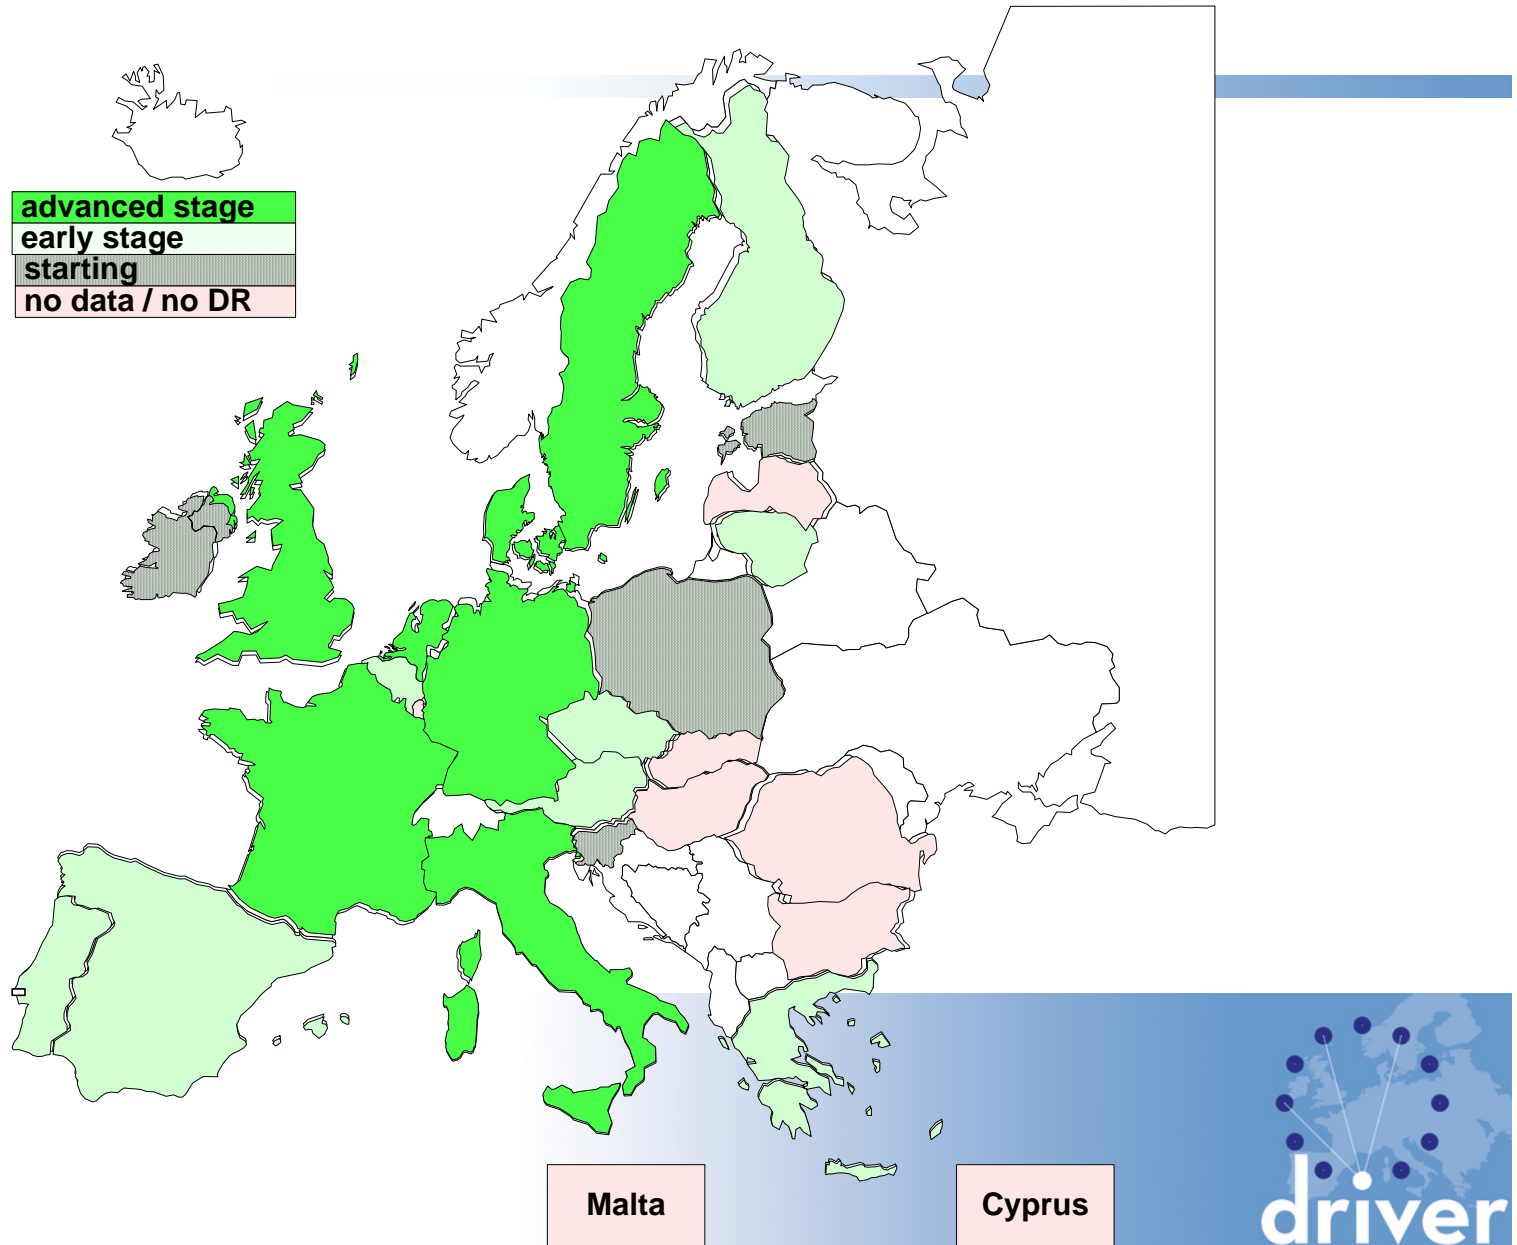 advanced stage
early stage
starting
no data / no DR
Malta
Cyprus
driver